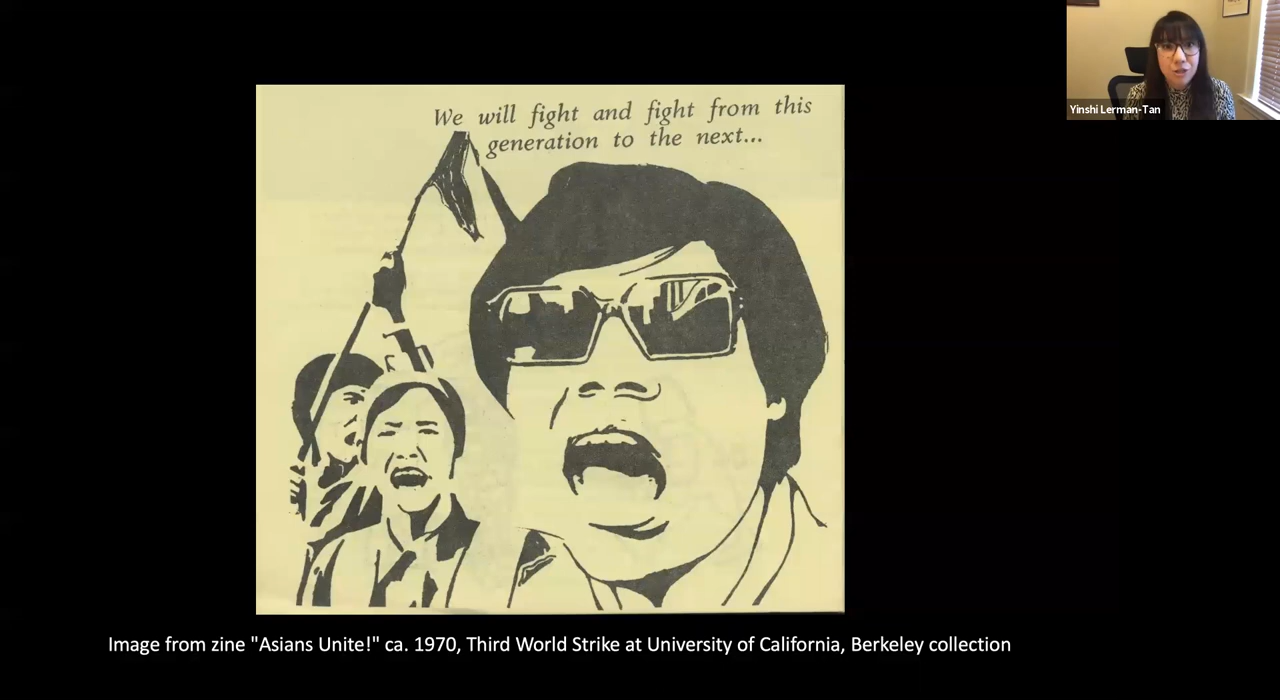 We will fight and fight from this
generation to the next...
Yinshi Lerman-Tan
Image from zine "Asians Unite!" ca. 1970, Third World Strike at University of California, Berkeley collection